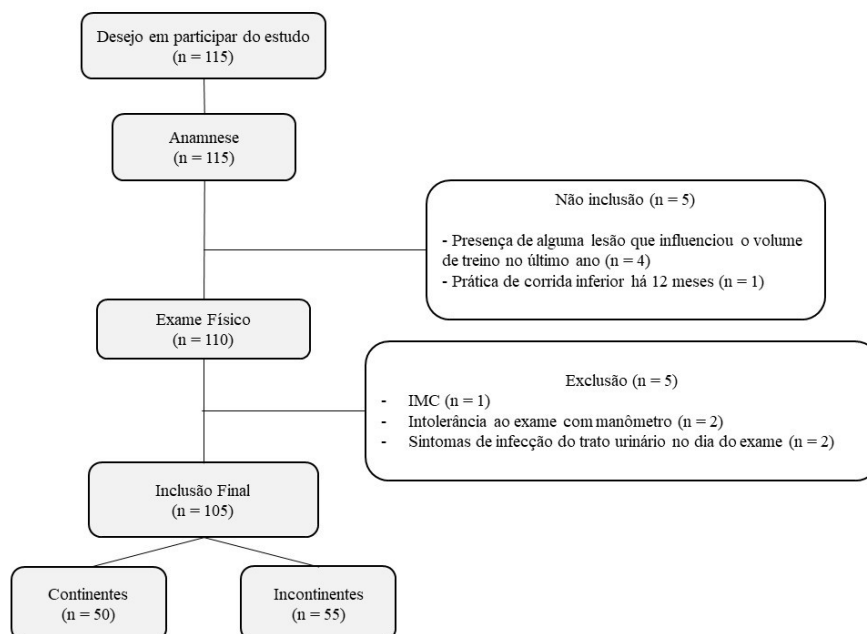 Desejo em participar do estudo
(n = 115)
Anamnese
(n = 115)
Não inclusão (n = 5)
- Presença de alguma lesão que influenciou o volume
de treino no último ano (n = 4)
- Prática de corrida inferior há 12 meses (n = 1)
Exame Físico
(n = 110)
Exclusão (n = 5)
- IMC (n = 1)
- Intolerância ao exame com manômetro (n = 2)
- Sintomas de infecção do trato urinário no dia do exame (n = 2)
Inclusão Final
(n = 105)
Continentes
(n = 50)
Incontinentes
(n = 55)